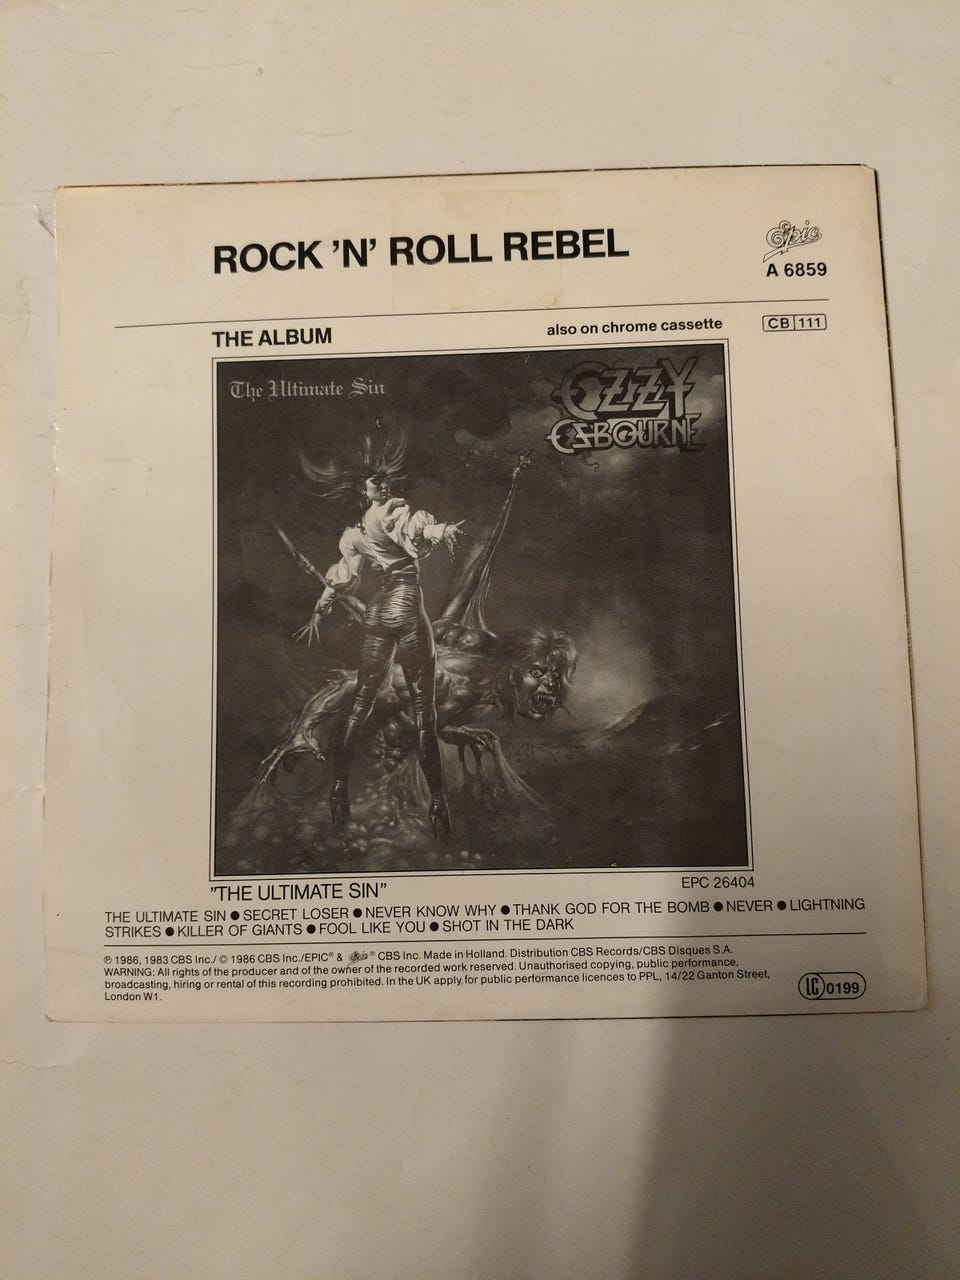 ROCK 'N' ROLL REBEL
Epic
A 6859
THE ALBUM
also on chrome cassette
CB 111
The Ultimate Sin
OZZY
OSBOURNE
"THE ULTIMATE SIN"
EPC 26404
THE ULTIMATE SIN ● SECRET LOSER ● NEVER KNOW WHY ● THANK GOD FOR THE BOMB ● NEVER ● LIGHTNING
STRIKES ● KILLER OF GIANTS ● FOOL LIKE YOU ● SHOT IN THE DARK
℗ 1986, 1983 CBS Inc./ © 1986 CBS Inc./EPIC® & Epic ® CBS Inc. Made in Holland. Distribution CBS Records/CBS Disques S.A.
WARNING: All rights of the producer and of the owner of the recorded work reserved. Unauthorised copying, public performance,
broadcasting, hiring or rental of this recording prohibited. In the UK apply for public performance licences to PPL, 14/22 Ganton Street,
London W1.
LC 0199